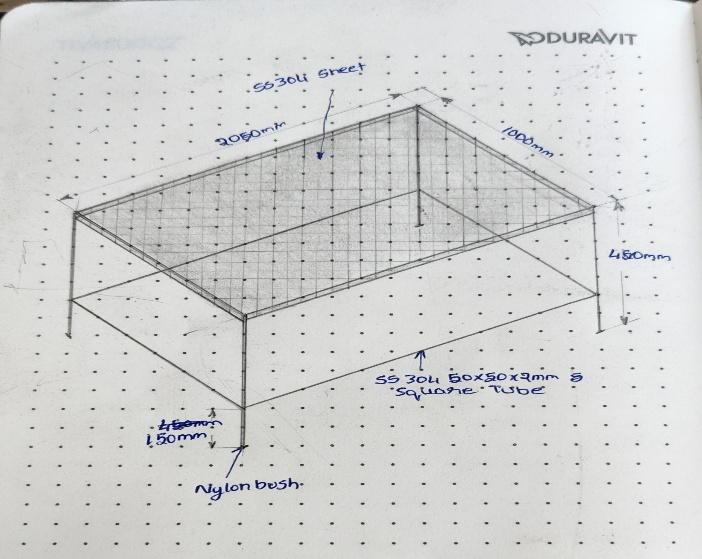 DURAVIT
SS 304 Sheet
2050mm
1000mm
450mm
SS 304 50x50x2mm
Square Tube
150mm
Nylon bush